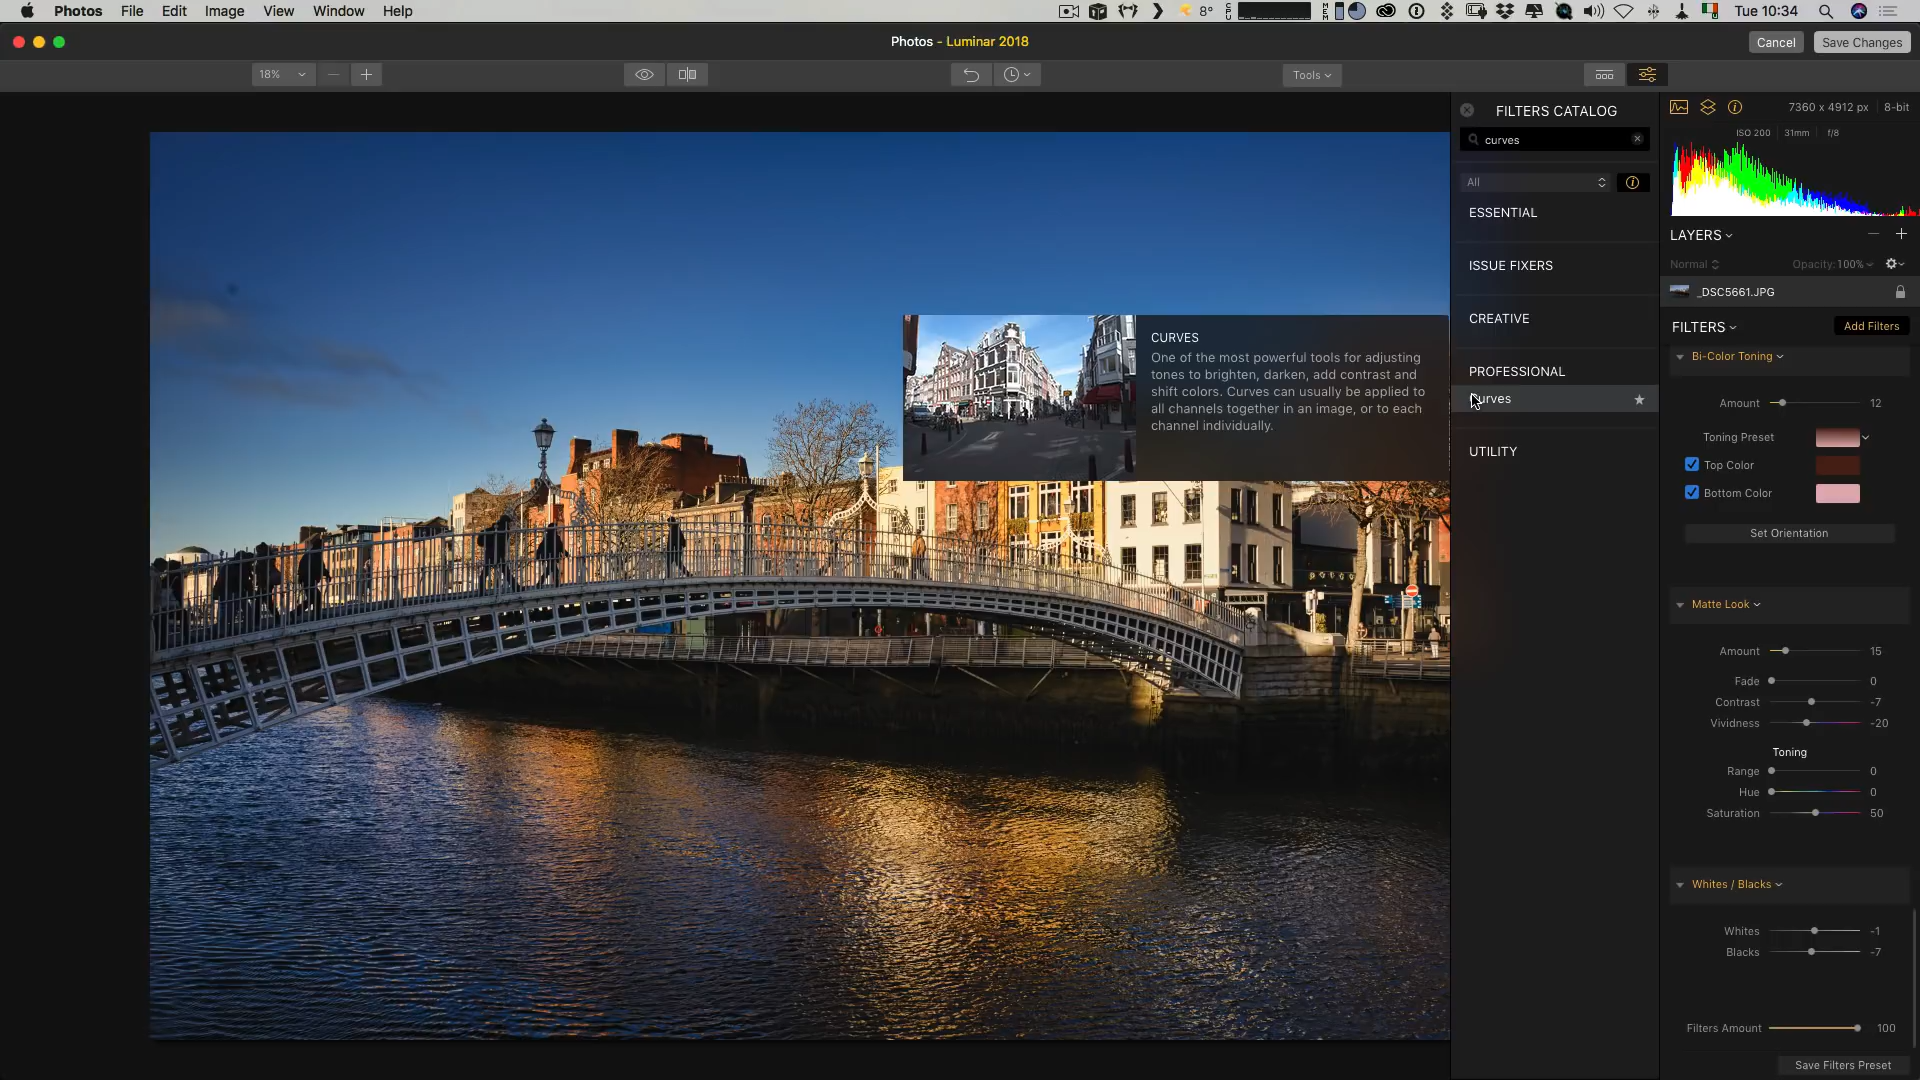 Photos File Edit Image View Window Help
8° Tue 10:34
Photos - Luminar 2018
Cancel Save Changes
18% Tools
FILTERS CATALOG
curves
All
ESSENTIAL
ISSUE FIXERS
CREATIVE
PROFESSIONAL
Curves
UTILITY
CURVES
One of the most powerful tools for adjusting
tones to brighten, darken, add contrast and
shift colors. Curves can usually be applied to
all channels together in an image, or to each
channel individually.
7360 x 4912 px 8-bit
ISO 200 31mm f/8
LAYERS
Normal Opacity: 100%
_DSC5661.JPG
FILTERS Add Filters
Bi-Color Toning
Amount 12
Toning Preset
Top Color
Bottom Color
Set Orientation
Matte Look
Amount 15
Fade 0
Contrast -7
Vividness -20
Toning
Range 0
Hue 0
Saturation 50
Whites / Blacks
Whites -1
Blacks -7
Filters Amount 100
Save Filters Preset